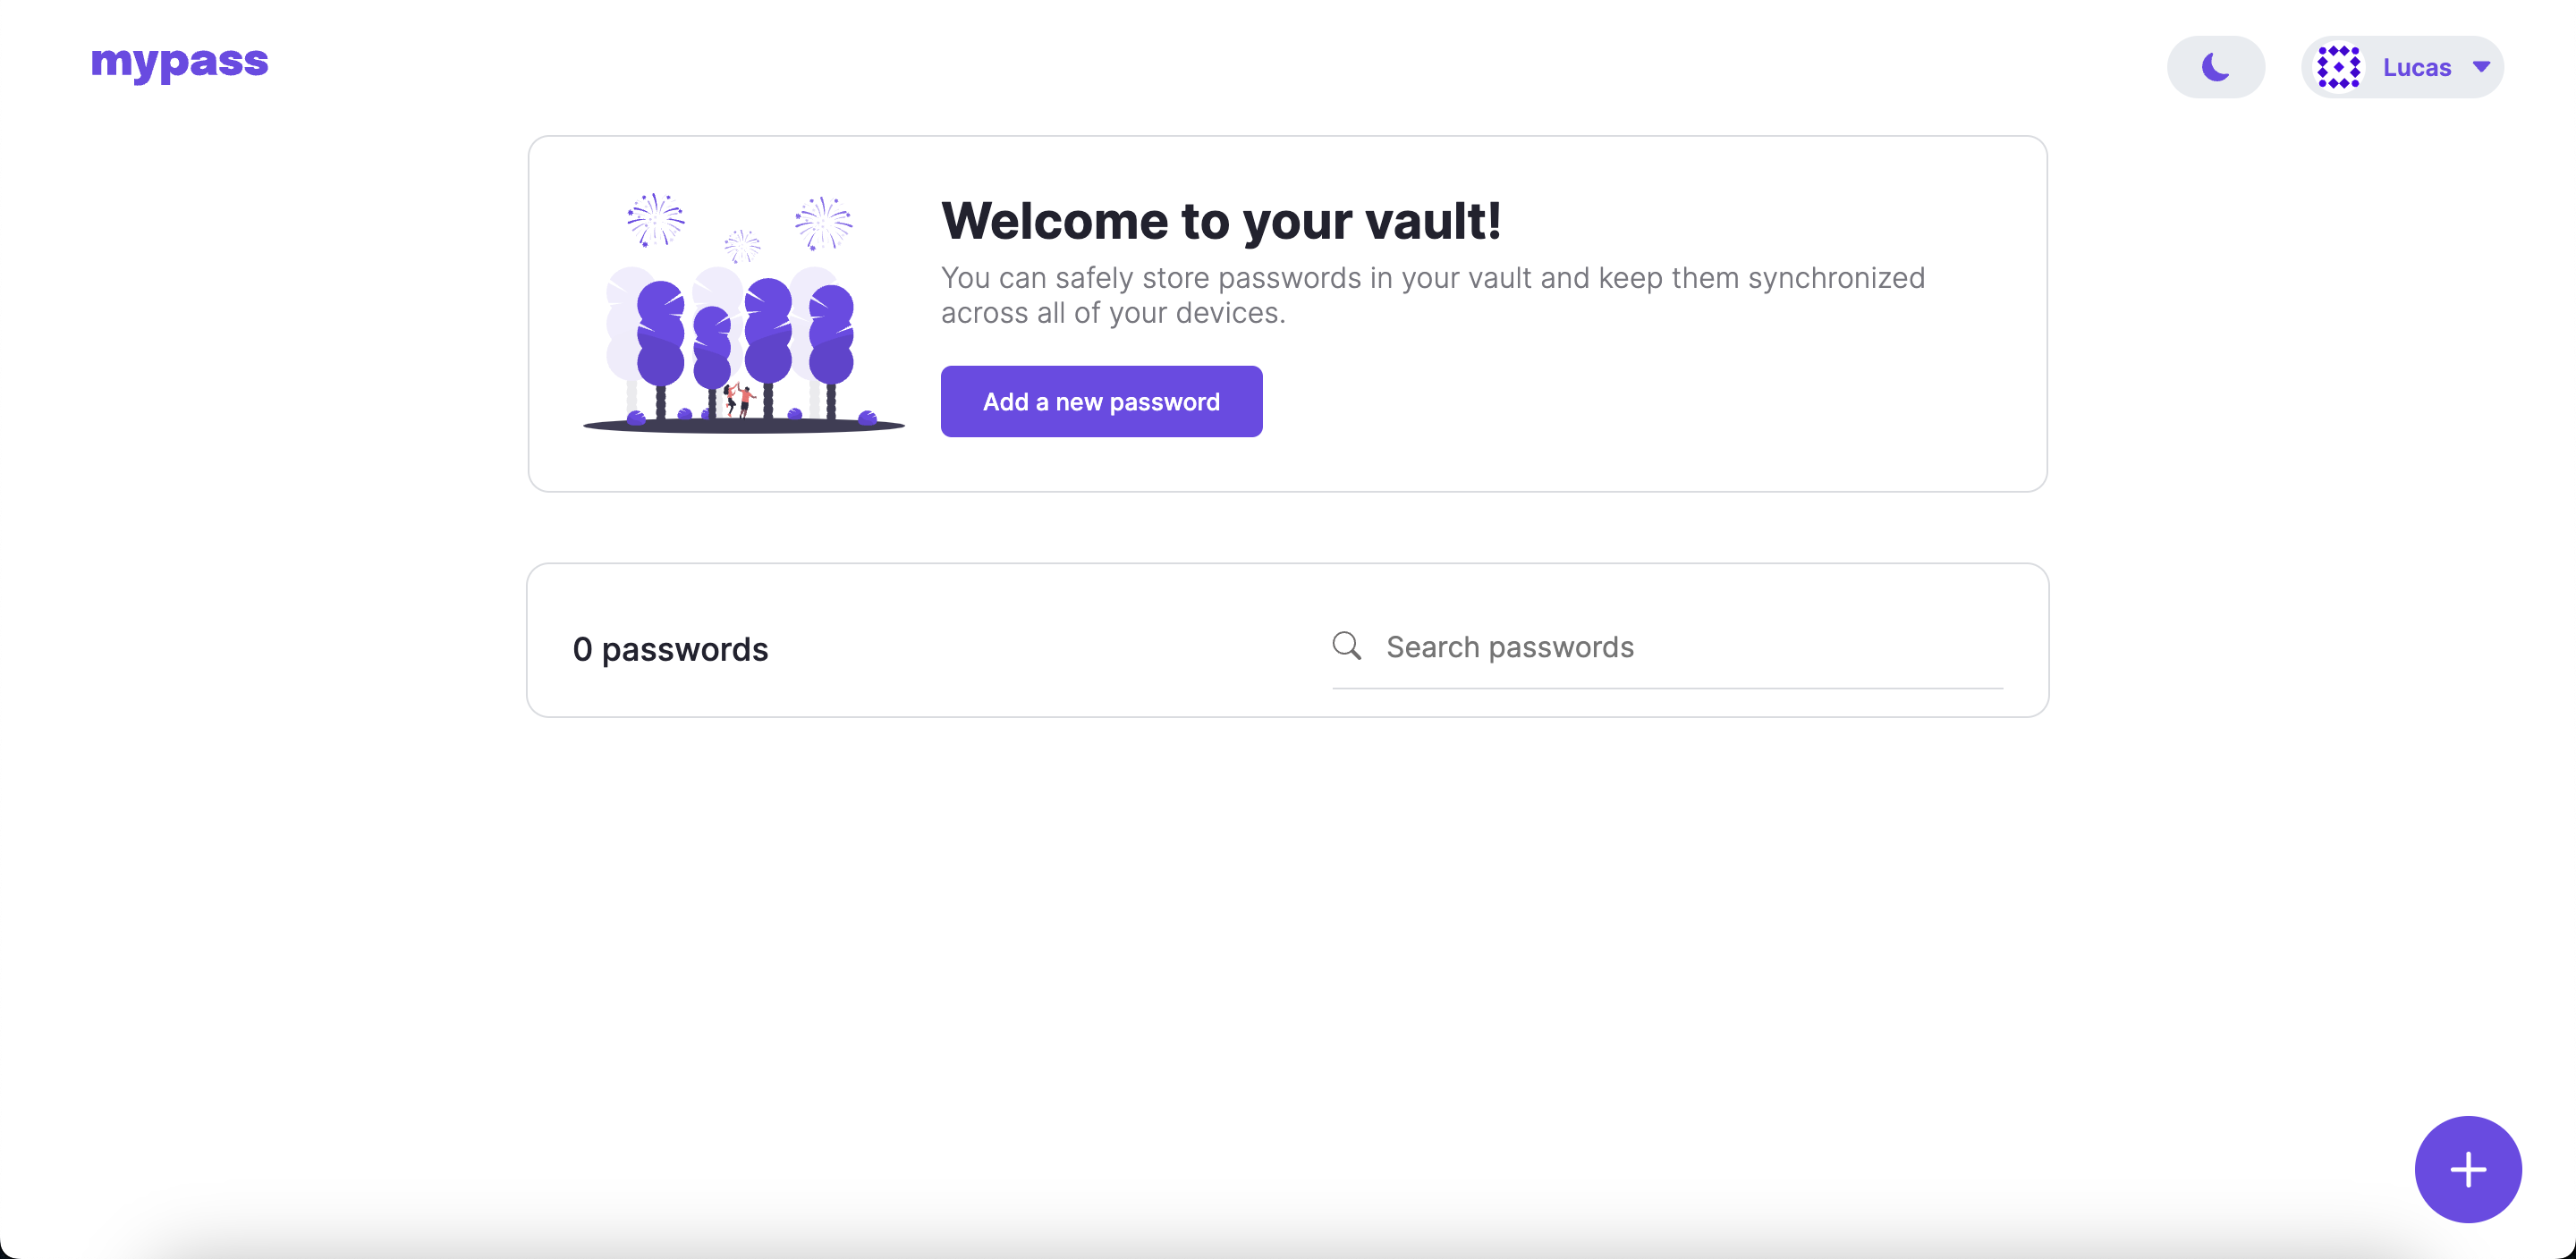 mypass
Lucas
Welcome to your vault!
You can safely store passwords in your vault and keep them synchronized
across all of your devices.
Add a new password
0 passwords
Search passwords